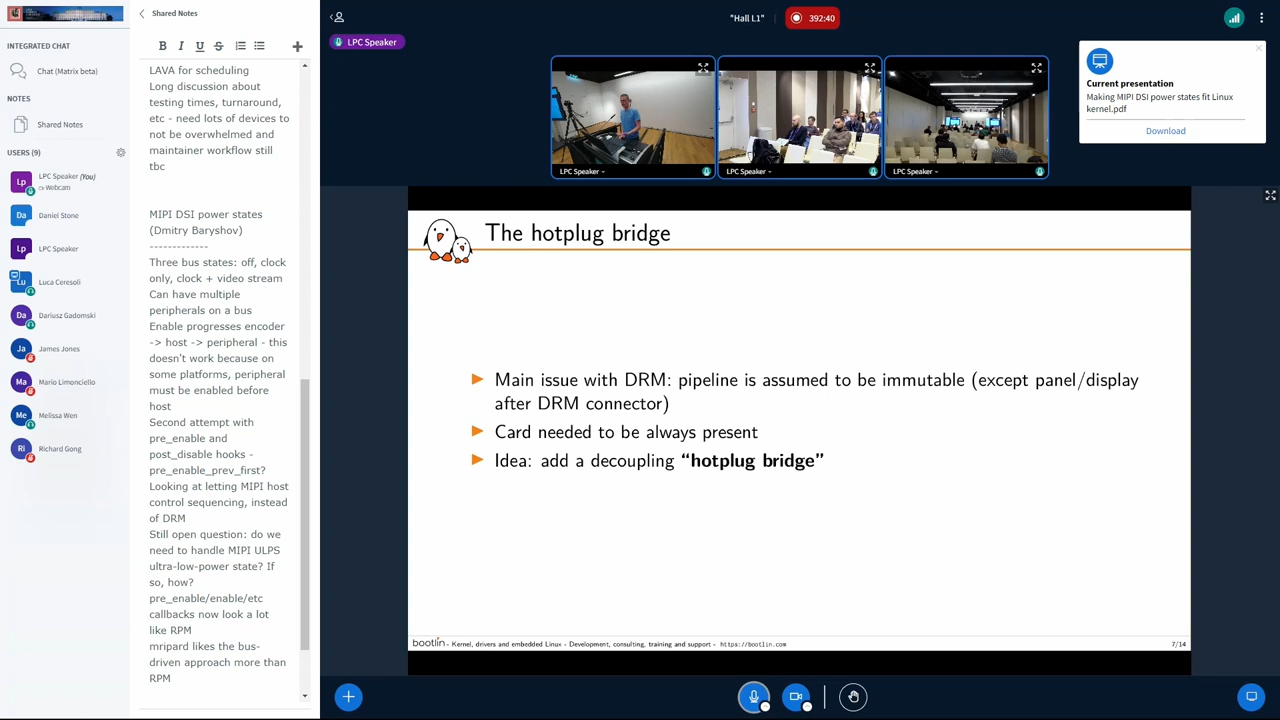 Shared Notes
"Hall L1"
392:40
LPC Speaker
INTEGRATED CHAT
Chat (Matrix beta)
NOTES
Shared Notes
USERS (9)
Lp
LPC Speaker (You)
Webcam
Da
Daniel Stone
Lp
LPC Speaker
Lu
Luca Ceresoli
Da
Dariusz Gadomski
Ja
James Jones
Ma
Mario Limonciello
Me
Melissa Wen
Ri
Richard Gong
B I U S
LAVA for scheduling
Long discussion about
testing times, turnaround,
etc - need lots of devices to
not be overwhelmed and
maintainer workflow still
tbc
MIPI DSI power states
(Dmitry Baryshov)
-------------
Three bus states: off, clock
only, clock + video stream
Can have multiple
peripherals on a bus
Enable progresses encoder
-> host -> peripheral - this
doesn't work because on
some platforms, peripheral
must be enabled before
host
Second attempt with
pre_enable and
post_disable hooks -
pre_enable_prev_first?
Looking at letting MIPI host
control sequencing, instead
of DRM
Still open question: do we
need to handle MIPI ULPS
ultra-low-power state? If
so, how?
pre_enable/enable/etc
callbacks now look a lot
like RPM
mripard likes the bus-
driven approach more than
RPM
LPC Speaker
LPC Speaker
LPC Speaker
Current presentation
Making MIPI DSI power states fit Linux
kernel.pdf
Download
The hotplug bridge
Main issue with DRM: pipeline is assumed to be immutable (except panel/display
after DRM connector)
Card needed to be always present
Idea: add a decoupling “hotplug bridge”
bootlin - Kernel, drivers and embedded Linux - Development, consulting, training and support - https://bootlin.com
7/14